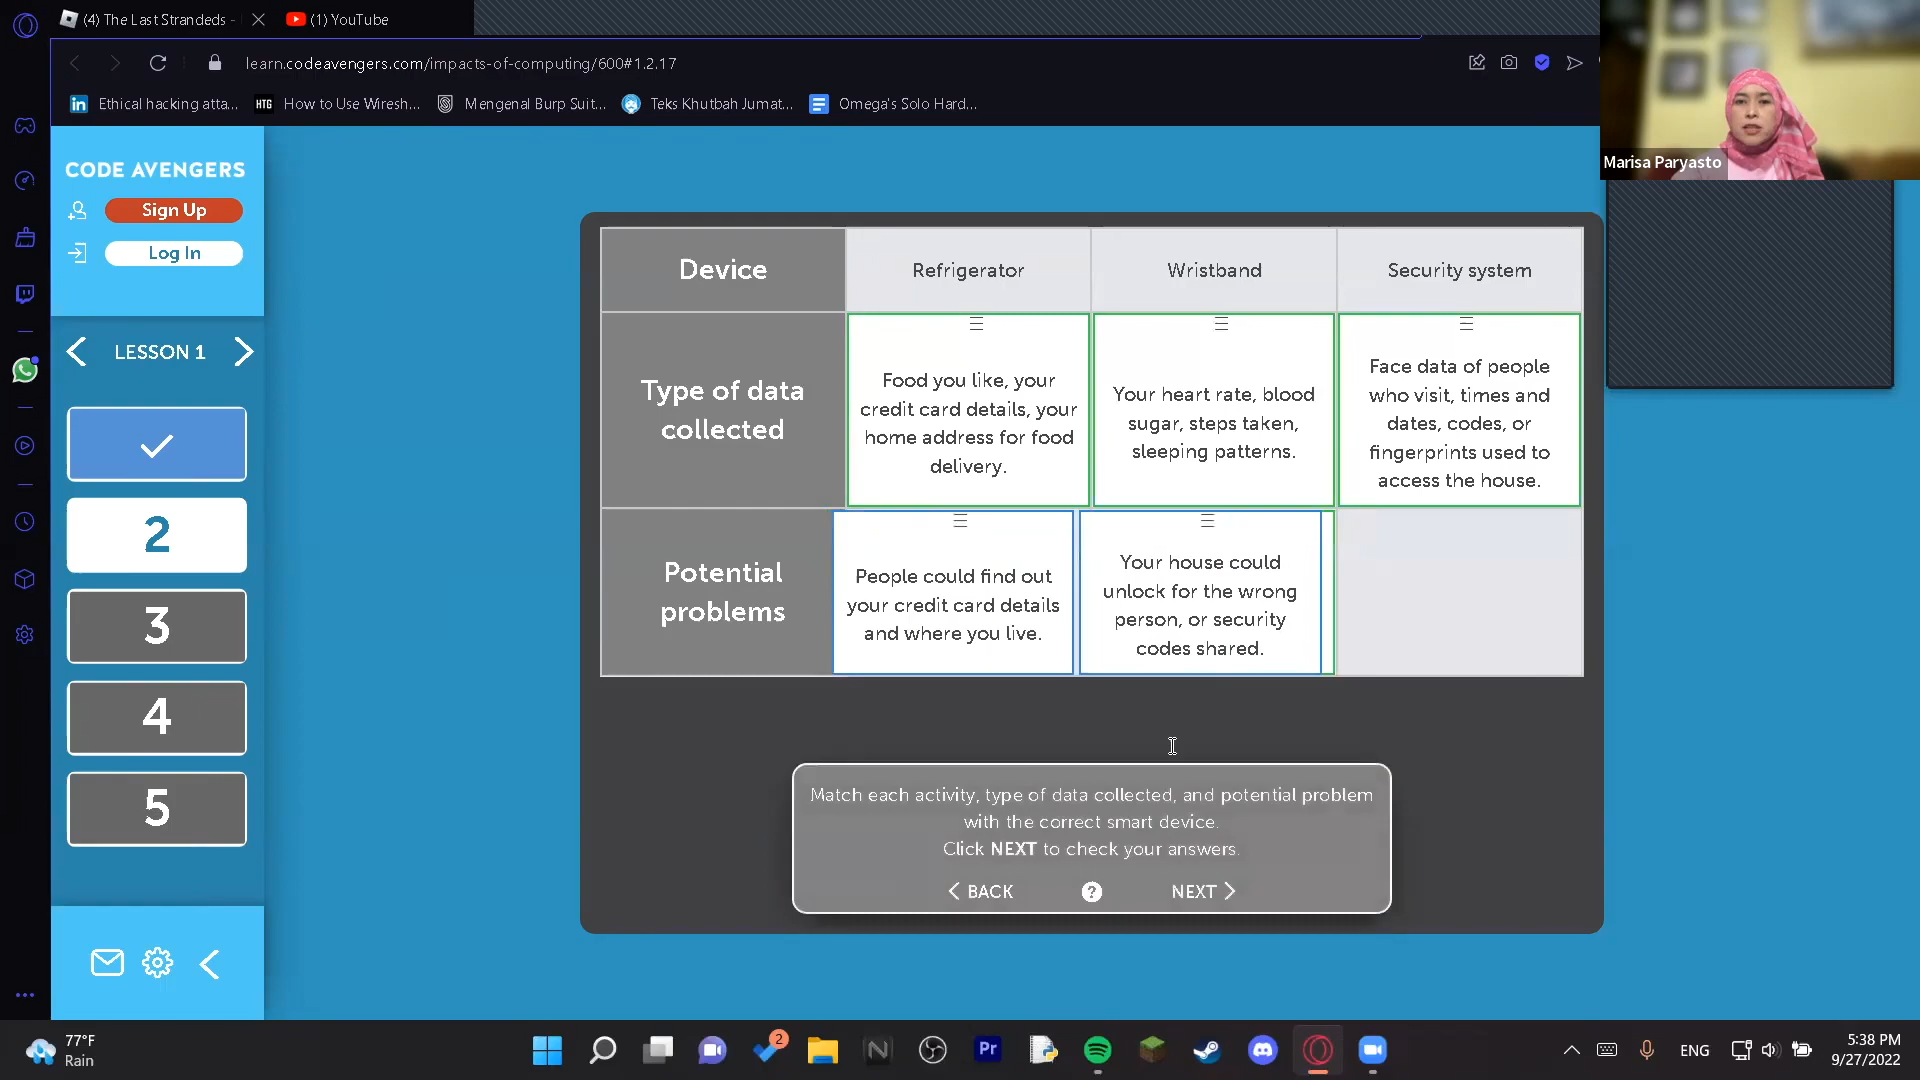 (4) The Last Strandeds -
(1) YouTube
learn.codeavengers.com/impacts-of-computing/600#1.2.17
Ethical hacking atta...
HTG
How to Use Wiresh...
Mengenal Burp Suit...
Teks Khutbah Jumat...
Omega's Solo Hard...
Marisa Paryasto
CODE AVENGERS
Sign Up
Log In
LESSON 1
2
3
4
5
Device
Refrigerator
Wristband
Security system
Type of data
collected
Food you like, your
credit card details, your
home address for food
delivery.
Your heart rate, blood
sugar, steps taken,
sleeping patterns.
Face data of people
who visit, times and
dates, codes, or
fingerprints used to
access the house.
Potential
problems
People could find out
your credit card details
and where you live.
Your house could
unlock for the wrong
person, or security
codes shared.
Match each activity, type of data collected, and potential problem
with the correct smart device.
Click NEXT to check your answers.
BACK
?
NEXT
77°F
Rain
2
Pr
ENG
5:38 PM
9/27/2022